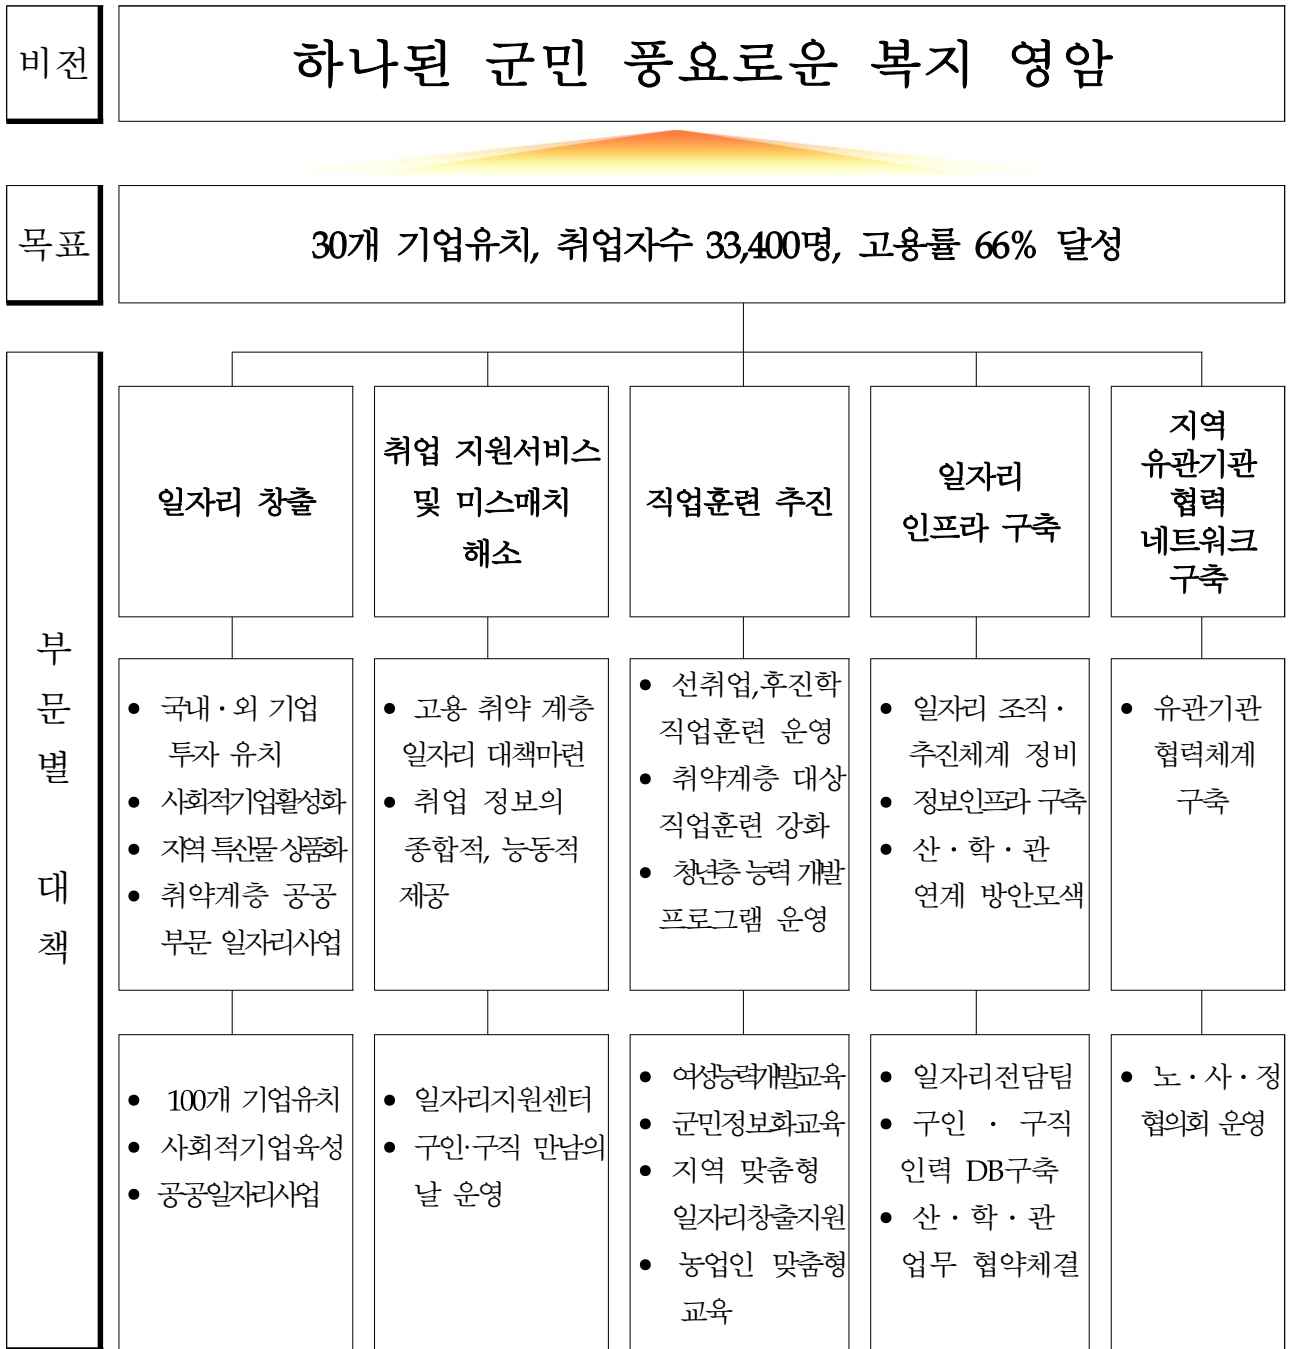 비전
하나된 군민 풍요로운 복지 영암
목표
30개 기업유치, 취업자수 33,400명, 고용률 66% 달성
부
문
별
대
책
일자리 창출
취업 지원서비스
및 미스매치
해소
직업훈련 추진
일자리
인프라 구축
지역
유관기관
협력
네트워크
구축
• 국내·외 기업
투자 유치
• 사회적기업활성화
• 지역 특산물 상품화
• 취약계층 공공
부문 일자리사업
• 고용 취약 계층
일자리 대책마련
• 취업 정보의
종합적, 능동적
제공
• 선취업,후진학
직업훈련 운영
• 취약계층 대상
직업훈련 강화
• 청년층 능력 개발
프로그램 운영
• 일자리 조직·
추진체계 정비
• 정보인프라 구축
• 산·학·관
연계 방안모색
• 유관기관
협력체계
구축
• 100개 기업유치
• 사회적기업육성
• 공공일자리사업
• 일자리지원센터
• 구인·구직 만남의
날 운영
• 여성능력개발교육
• 군민정보화교육
• 지역 맞춤형
일자리창출지원
• 농업인 맞춤형
교육
• 일자리전담팀
• 구인 · 구직
인력 DB구축
• 산·학·관
업무 협약체결
• 노·사·정
협의회 운영